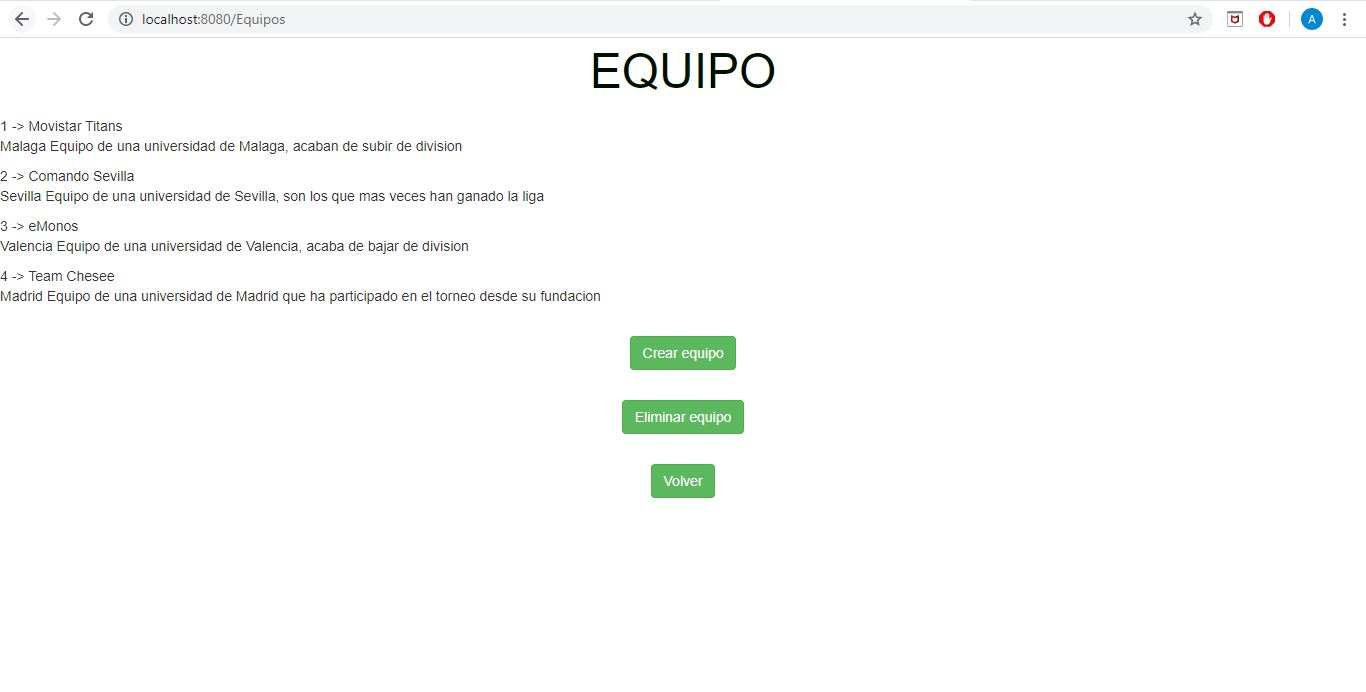 localhost:8080/Equipos
A
EQUIPO
1 -> Movistar Titans
Malaga Equipo de una universidad de Malaga, acaban de subir de division
2 -> Comando Sevilla
Sevilla Equipo de una universidad de Sevilla, son los que mas veces han ganado la liga
3 -> eMonos
Valencia Equipo de una universidad de Valencia, acaba de bajar de division
4 -> Team Chesee
Madrid Equipo de una universidad de Madrid que ha participado en el torneo desde su fundacion
Crear equipo
Eliminar equipo
Volver